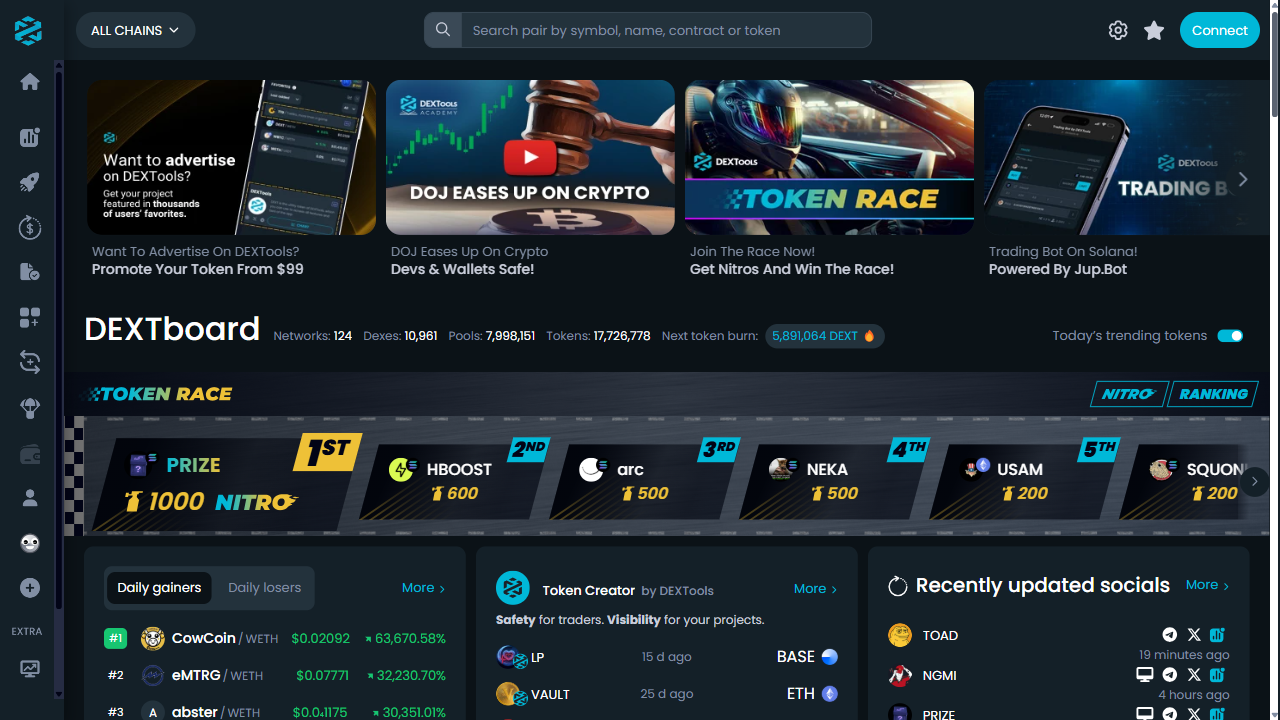 ALL CHAINS
Search pair by symbol, name, contract or token
Connect
Want to advertise
on DEXTools?
Get your project
featured in thousands
of users' favorites.
DEXTools
ACADEMY
DOJ EASES UP ON CRYPTO
DEXTools
TOKEN RACE
DEXTools
TRADING B
Want To Advertise On DEXTools?
Promote Your Token From $99
DOJ Eases Up On Crypto
Devs & Wallets Safe!
Join The Race Now!
Get Nitros And Win The Race!
Trading Bot On Solana!
Powered By Jup.Bot
DEXTboard
Networks: 124
Dexes: 10,961
Pools: 7,998,151
Tokens: 17,726,778
Next token burn:
5,891,064 DEXT
Today's trending tokens
TOKEN RACE
NITRO
RANKING
1ST
PRIZE
1000 NITRO
2ND
HBOOST
600
3RD
arc
500
4TH
NEKA
500
5TH
USAM
200
SQUON
200
EXTRA
Daily gainers
Daily losers
More
#1 CowCoin / WETH $0.02092 63,670.58%
#2 eMTRG / WETH $0.07771 32,230.70%
#3 A abster / WETH $0.0₄1175 30,351.01%
Token Creator by DEXTools
More
Safety for traders. Visibility for your projects.
LP 15 d ago BASE
VAULT 25 d ago ETH
Recently updated socials
More
TOAD
19 minutes ago
NGMI
4 hours ago
PRIZE